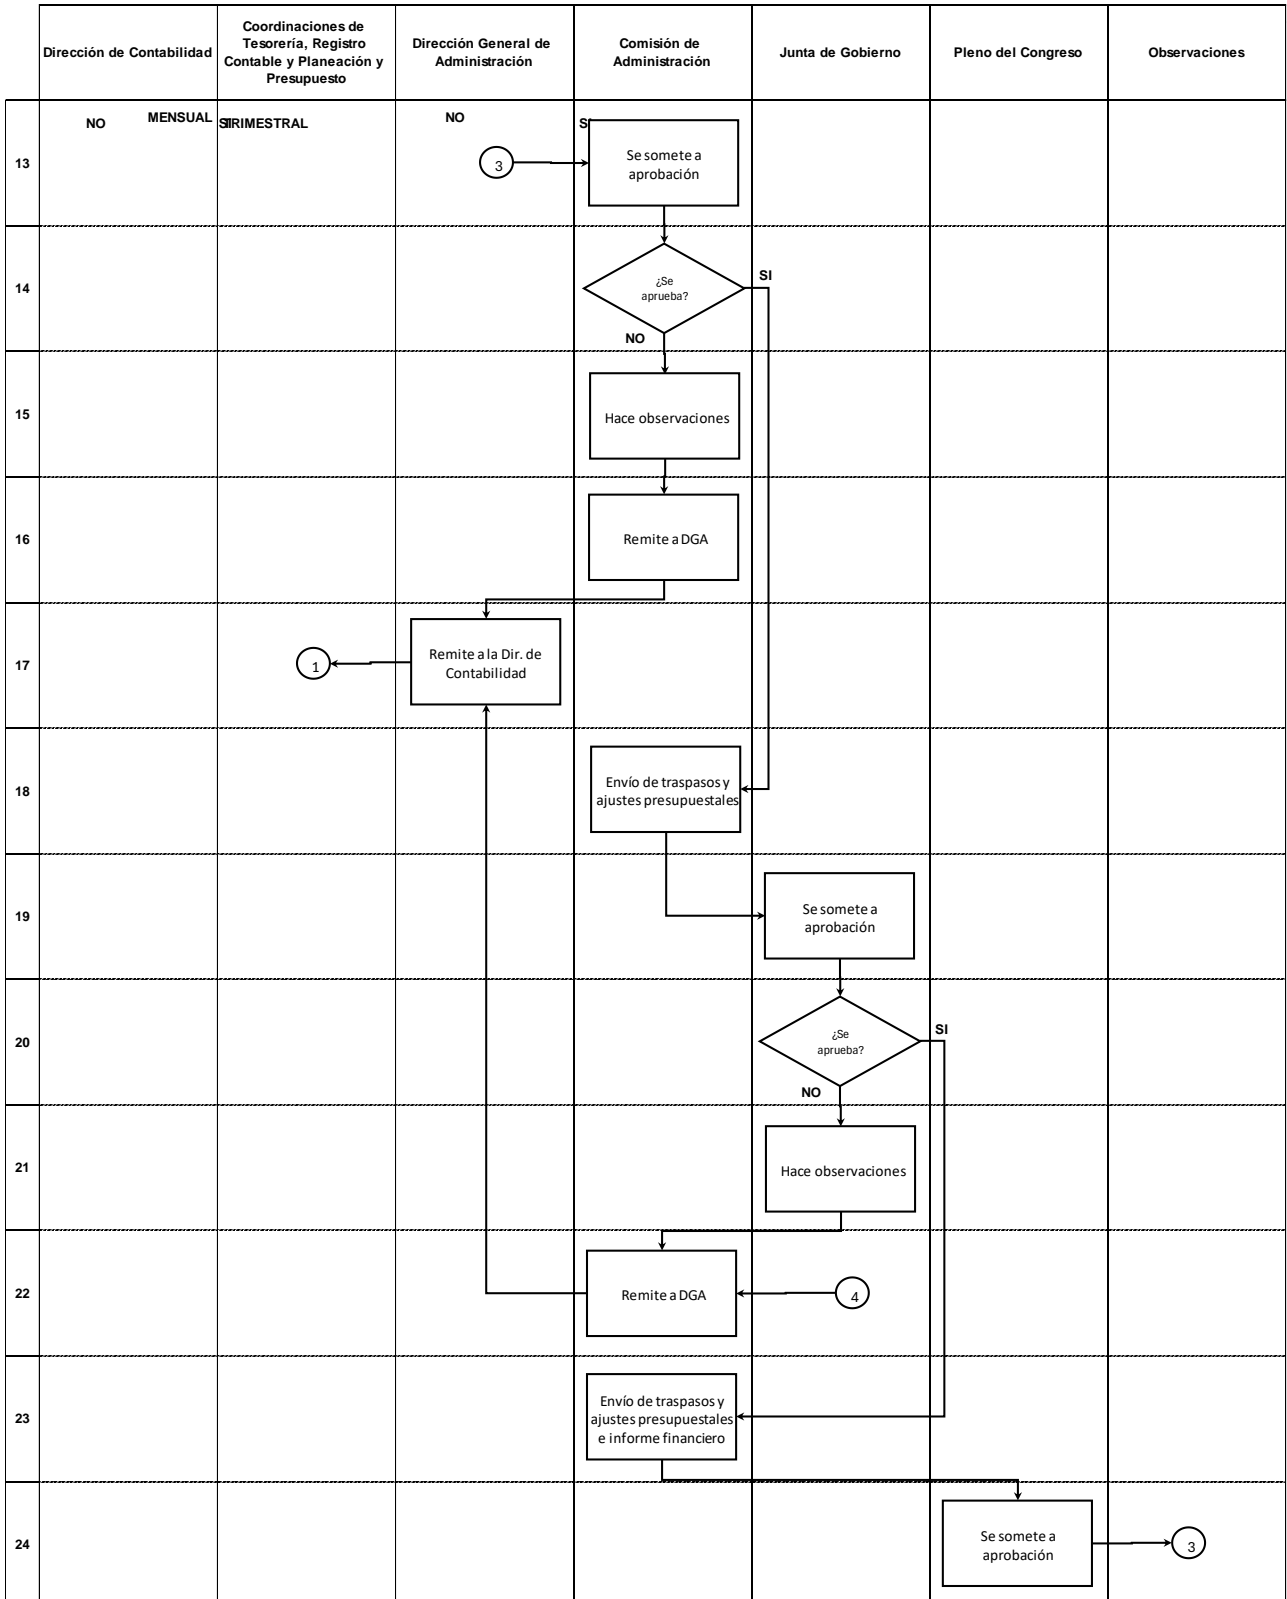 Dirección de Contabilidad
Coordinaciones de
Tesorería, Registro
Contable y Planeación y
Presupuesto
Dirección General de
Administración
Comisión de
Administración
Junta de Gobierno
Pleno del Congreso
Observaciones
13
NO
MENSUAL
SI
TRIMESTRAL
NO
SI
3
Se somete a
aprobación
14
¿Se
aprueba?
SI
NO
15
Hace observaciones
16
Remite a DGA
17
1
Remite a la Dir. de
Contabilidad
18
Envío de traspasos y
ajustes presupuestales
19
Se somete a
aprobación
20
¿Se
aprueba?
SI
NO
21
Hace observaciones
22
Remite a DGA
4
23
Envío de traspasos y
ajustes presupuestales
e informe financiero
24
Se somete a
aprobación
3